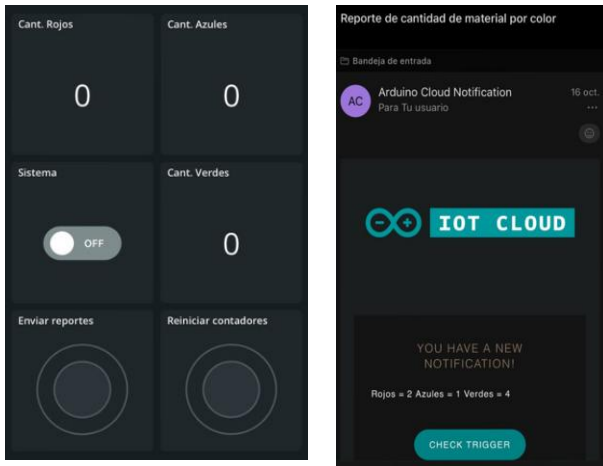 Cant. Rojos
Cant. Azules
0
0
Sistema
Cant. Verdes
OFF
0
Enviar reportes
Reiniciar contadores
Reporte de cantidad de material por color
Bandeja de entrada
AC
Arduino Cloud Notification
16 oct.
Para Tu usuario
IOT CLOUD
YOU HAVE A NEW
NOTIFICATION!
Rojos = 2 Azules = 1 Verdes = 4
CHECK TRIGGER